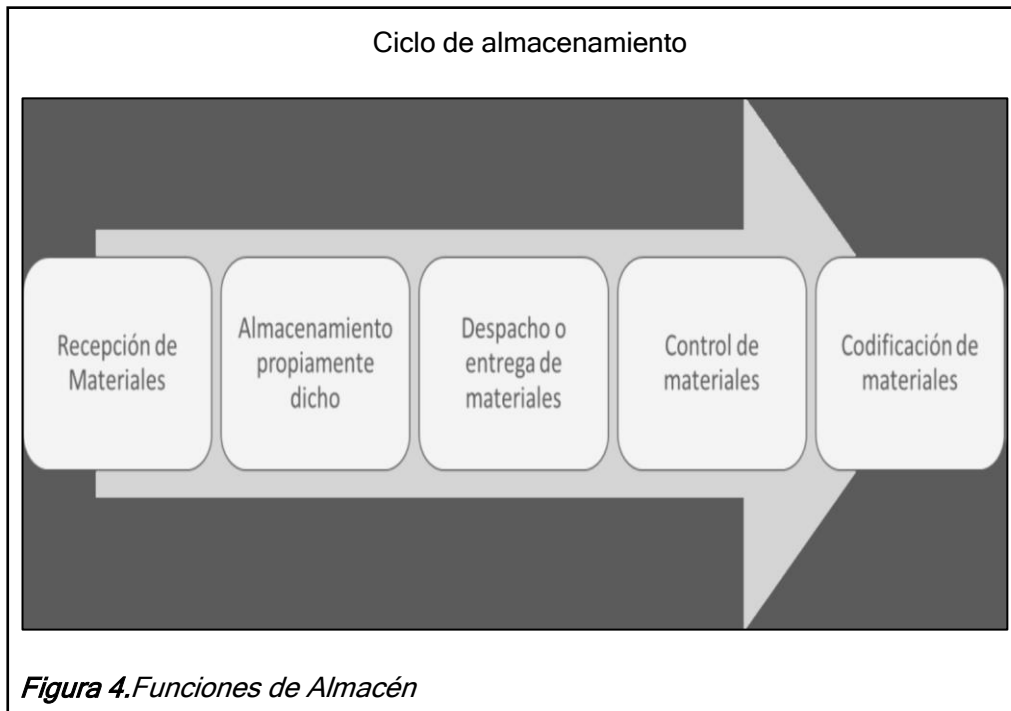 Ciclo de almacenamiento
Recepción de
Materiales
Almacenamiento
propiamente
dicho
Despacho o
entrega de
materiales
Control de
materiales
Codificación de
materiales
Figura 4.Funciones de Almacén